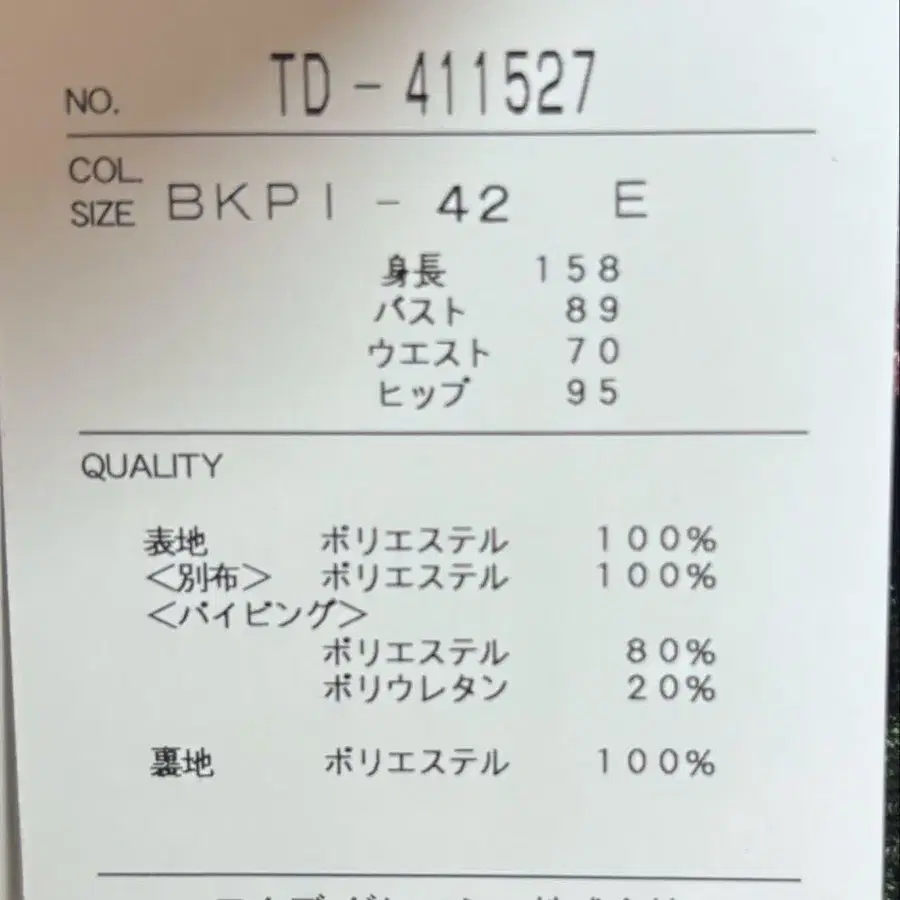 NO. TD-411527
COL.
SIZE BKPI-42 E
身長 158
バスト 89
ウエスト 70
ヒップ 95
QUALITY
表地 ポリエステル 100%
<別布> ポリエステル 100%
<パイピング>
ポリエステル 80%
ポリウレタン 20%
裏地 ポリエステル 100%